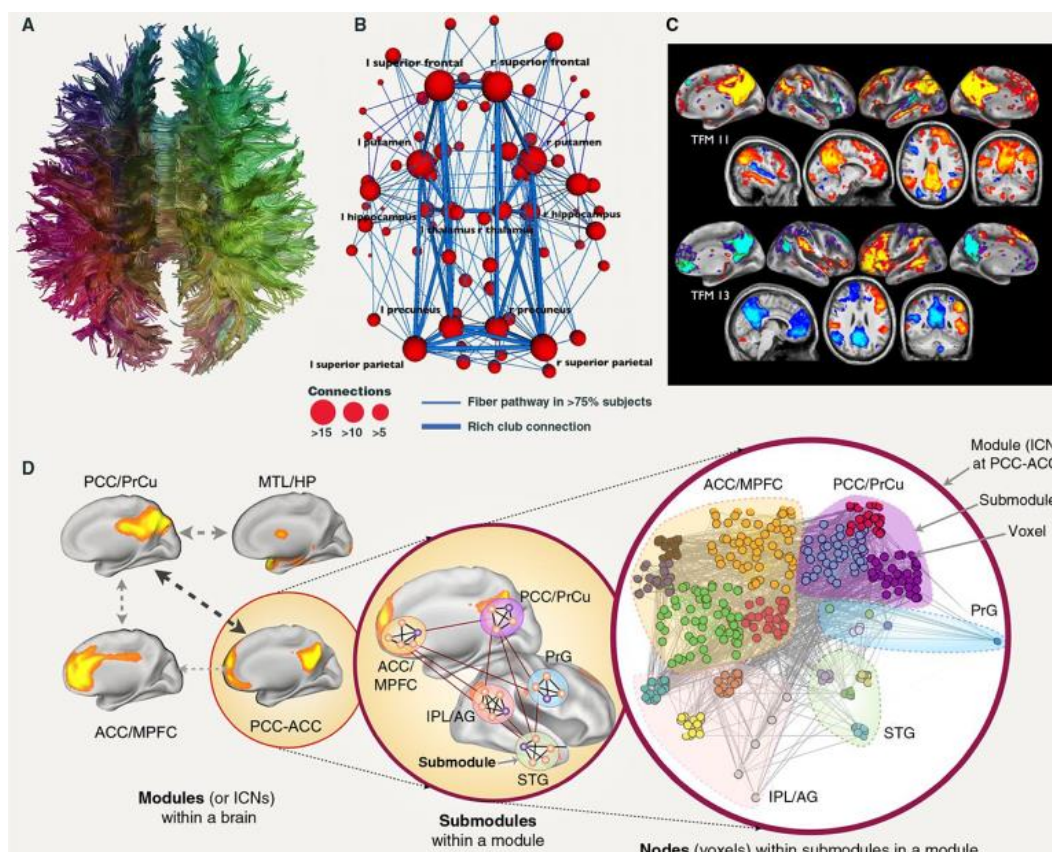 A
B
l superior frontal
r superior frontal
l putamen
r putamen
l hippocampus
r hippocampus
l thalamus
r thalamus
l precuneus
r precuneus
l superior parietal
r superior parietal
Connections
>15
>10
>5
Fiber pathway in >75% subjects
Rich club connection
C
TFM 11
TFM 13
D
PCC/PrCu
MTL/HP
ACC/MPFC
PCC-ACC
Modules (or ICNs)
within a brain
PCC/PrCu
ACC/
MPFC
PrG
IPL/AG
Submodule
STG
Submodules
within a module
ACC/MPFC
PCC/PrCu
Module (ICN
at PCC-ACC
Submodule
Voxel
PrG
STG
IPL/AG
Nodes (voxels) within submodules in a module